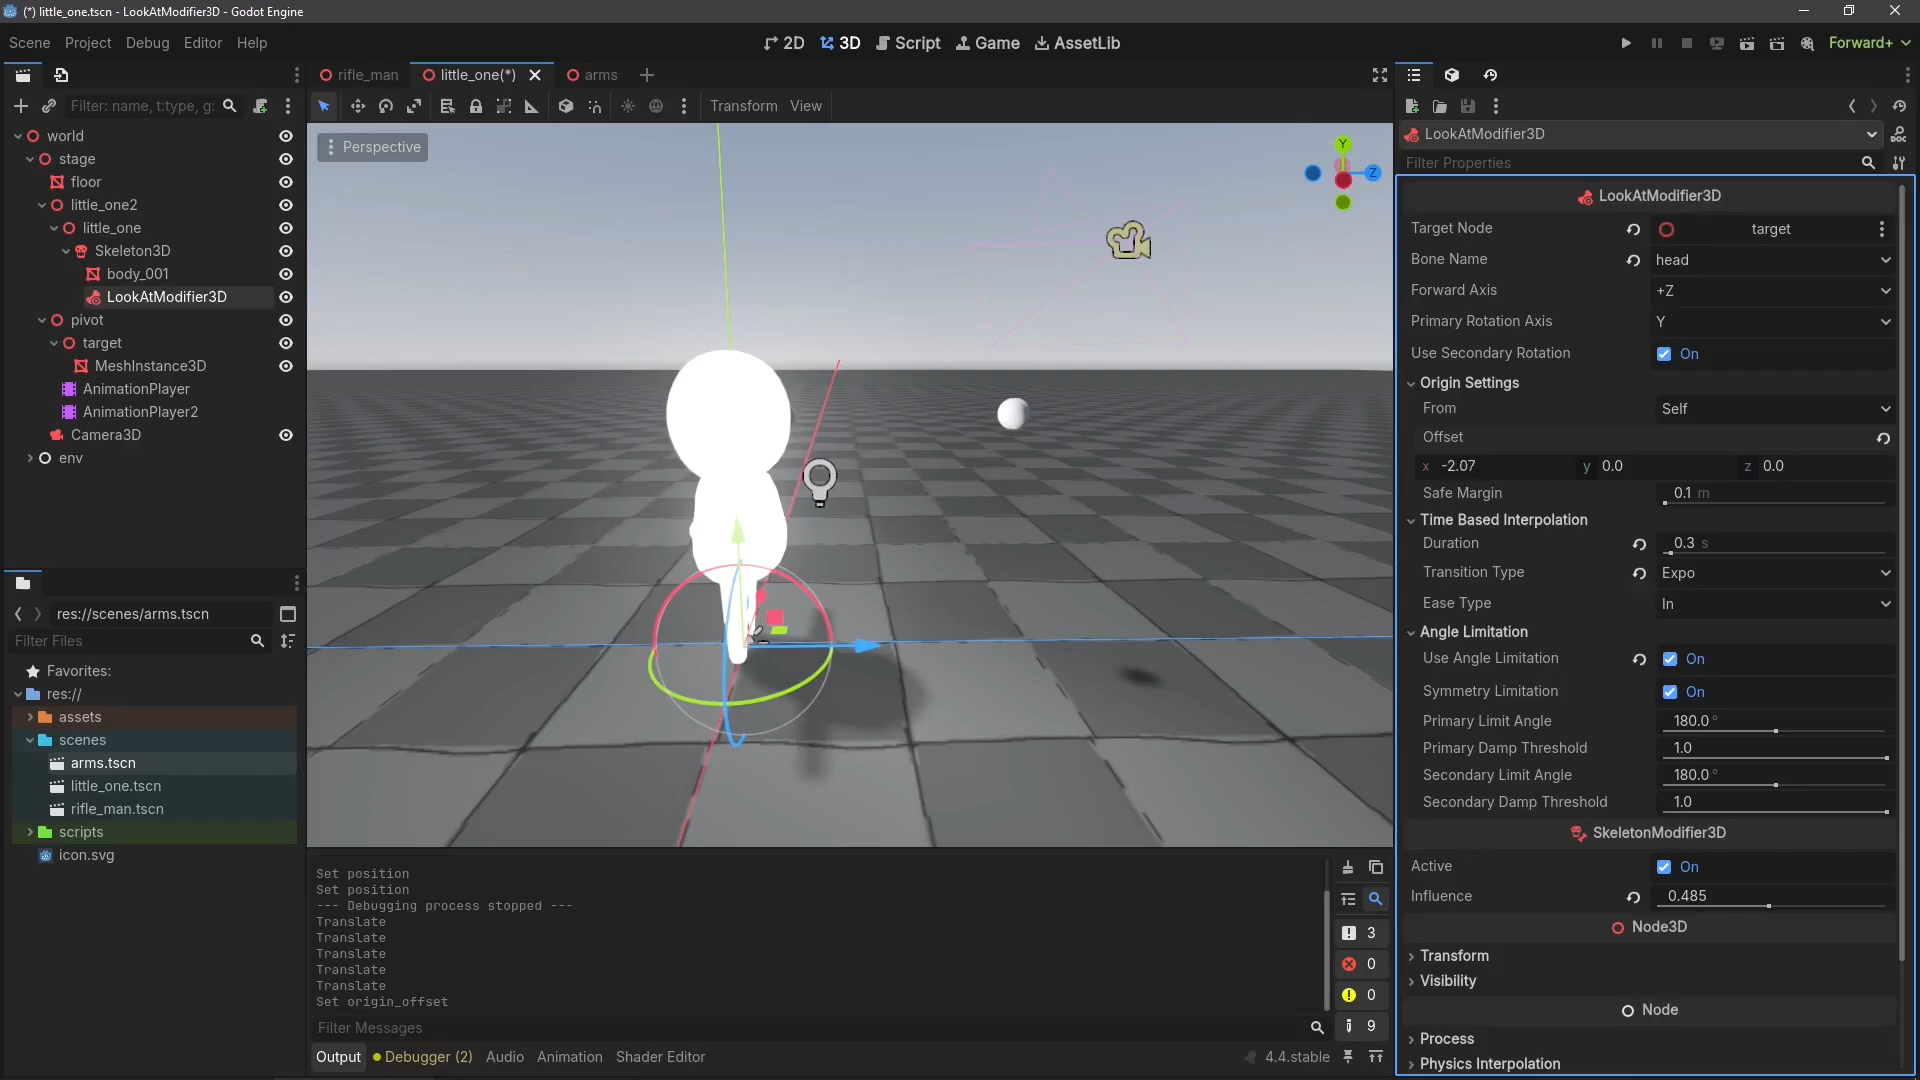 (*) little_one.tscn - LookAtModifier3D - Godot Engine
Scene Project Debug Editor Help
2D 3D Script Game AssetLib
Forward+
rifle_man little_one(*) arms
Filter: name, t:type, g:
Transform View
world
stage
floor
little_one2
little_one
Skeleton3D
body_001
LookAtModifier3D
pivot
target
MeshInstance3D
AnimationPlayer
AnimationPlayer2
Camera3D
env
res://scenes/arms.tscn
Filter Files
Favorites:
res://
assets
scenes
arms.tscn
little_one.tscn
rifle_man.tscn
scripts
icon.svg
Perspective
Y
Z
Set position
Set position
--- Debugging process stopped ---
Translate
Translate
Translate
Translate
Translate
Set origin_offset
Filter Messages
3
0
0
9
Output Debugger (2) Audio Animation Shader Editor
4.4.stable
LookAtModifier3D
DOC
Filter Properties
LookAtModifier3D
Target Node target
Bone Name head
Forward Axis +Z
Primary Rotation Axis Y
Use Secondary Rotation On
Origin Settings
From Self
Offset
x -2.07 y 0.0 z 0.0
Safe Margin 0.1 m
Time Based Interpolation
Duration 0.3 s
Transition Type Expo
Ease Type In
Angle Limitation
Use Angle Limitation On
Symmetry Limitation On
Primary Limit Angle 180.0 °
Primary Damp Threshold 1.0
Secondary Limit Angle 180.0 °
Secondary Damp Threshold 1.0
SkeletonModifier3D
Active On
Influence 0.485
Node3D
Transform
Visibility
Node
Process
Physics Interpolation